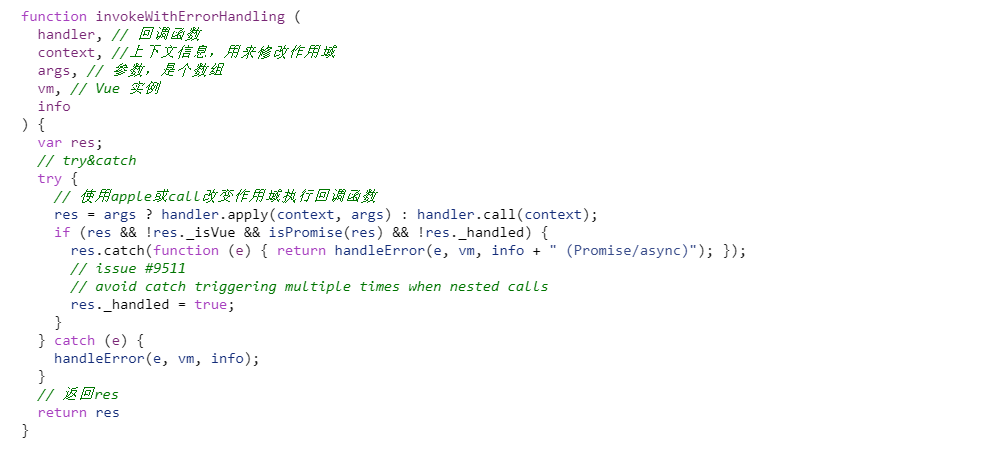 function invokeWithErrorHandling (
  handler, // 回调函数
  context, //上下文信息，用来修改作用域
  args, // 参数，是个数组
  vm, // Vue 实例
  info
) {
  var res;
  // try&catch
  try {
    // 使用apple或call改变作用域执行回调函数
    res = args ? handler.apply(context, args) : handler.call(context);
    if (res && !res._isVue && isPromise(res) && !res._handled) {
      res.catch(function (e) { return handleError(e, vm, info + " (Promise/async)"); });
      // issue #9511
      // avoid catch triggering multiple times when nested calls
      res._handled = true;
    }
  } catch (e) {
    handleError(e, vm, info);
  }
  // 返回res
  return res
}